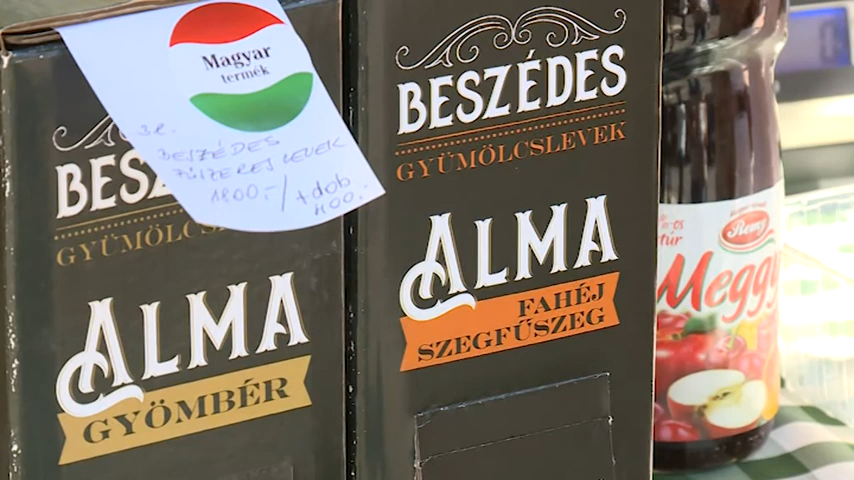 Magyar
termék
3L.
BESZÉDES
FŰSZERES LEVEK
1800,-/+dob
400.-
BESZ
GYÜMÖLCS
ALMA
GYÖMBÉR
BESZÉDES
GYÜMÖLCSLEVEK
ALMA
FAHÉJ
SZEGFŰSZEG
Rémy
Meggy